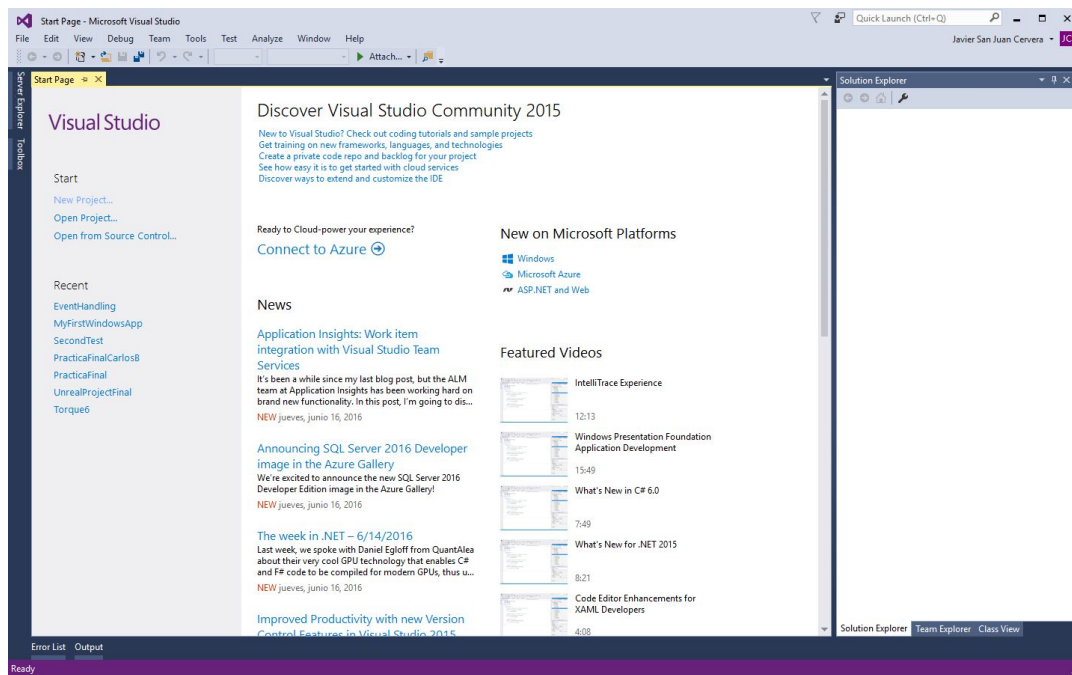 Start Page - Microsoft Visual Studio
Quick Launch (Ctrl+Q)
File Edit View Debug Team Tools Test Analyze Window Help
Javier San Juan Cervera
JC
Attach...
Server Explorer
Toolbox
Start Page
Visual Studio
Start
New Project...
Open Project...
Open from Source Control...
Recent
EventHandling
MyFirstWindowsApp
SecondTest
PracticaFinalCarlosB
PracticaFinal
UnrealProjectFinal
Torque6
Discover Visual Studio Community 2015
New to Visual Studio? Check out coding tutorials and sample projects
Get training on new frameworks, languages, and technologies
Create a private code repo and backlog for your project
See how easy it is to get started with cloud services
Discover ways to extend and customize the IDE
Ready to Cloud-power your experience?
Connect to Azure
News
Application Insights: Work item
integration with Visual Studio Team
Services
It's been a while since my last blog post, but the ALM
team at Application Insights has been working hard on
brand new functionality. In this post, I'm going to dis...
NEW jueves, junio 16, 2016
Announcing SQL Server 2016 Developer
image in the Azure Gallery
We're excited to announce the new SQL Server 2016
Developer Edition image in the Azure Gallery!
NEW jueves, junio 16, 2016
The week in .NET – 6/14/2016
Last week, we spoke with Daniel Egloff from QuantAlea
about their very cool GPU technology that enables C#
and F# code to be compiled for modern GPUs, thus u...
NEW jueves, junio 16, 2016
Improved Productivity with new Version
Control Features in Visual Studio 2015
New on Microsoft Platforms
Windows
Microsoft Azure
ASP.NET and Web
Featured Videos
IntelliTrace Experience
12:13
Windows Presentation Foundation
Application Development
15:49
What's New in C# 6.0
7:49
What's New for .NET 2015
8:21
Code Editor Enhancements for
XAML Developers
4:08
Solution Explorer
Solution Explorer Team Explorer Class View
Error List Output
Ready